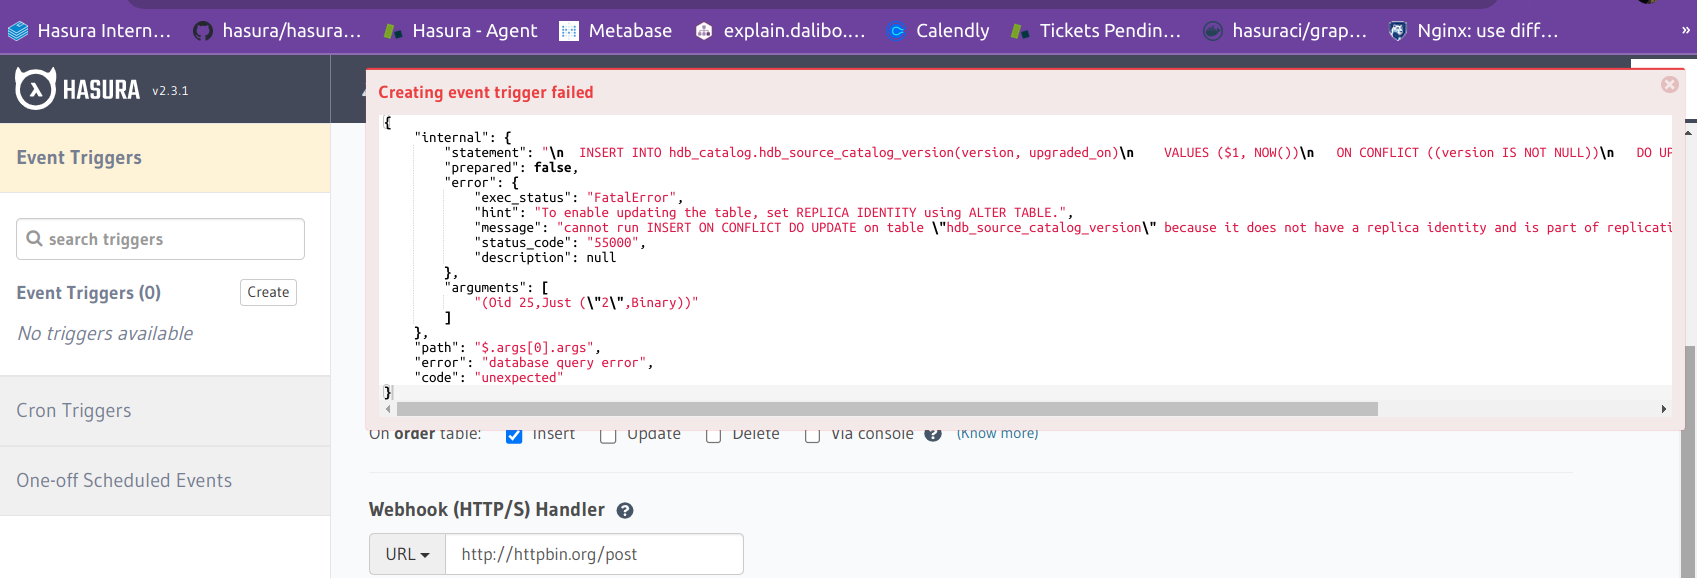 Hasura Intern... hasura/hasura... Hasura - Agent Metabase explain.dalibo.... Calendly Tickets Pendin... hasuraci/grap... Nginx: use diff... »
HASURA v2.3.1
Creating event trigger failed
{
"internal": {
"statement": "\n INSERT INTO hdb_catalog.hdb_source_catalog_version(version, upgraded_on)\n VALUES ($1, NOW())\n ON CONFLICT ((version IS NOT NULL))\n DO UP
"prepared": false,
"error": {
"exec_status": "FatalError",
"hint": "To enable updating the table, set REPLICA IDENTITY using ALTER TABLE.",
"message": "cannot run INSERT ON CONFLICT DO UPDATE on table \"hdb_source_catalog_version\" because it does not have a replica identity and is part of replicati
"status_code": "55000",
"description": null
},
"arguments": [
"(Oid 25,Just (\"2\",Binary))"
]
},
"path": "$.args[0].args",
"error": "database query error",
"code": "unexpected"
}
Event Triggers
search triggers
Event Triggers (0) Create
No triggers available
Cron Triggers
One-off Scheduled Events
On order table: Insert Update Delete Via console ? (Know more)
Webhook (HTTP/S) Handler ?
URL http://httpbin.org/post